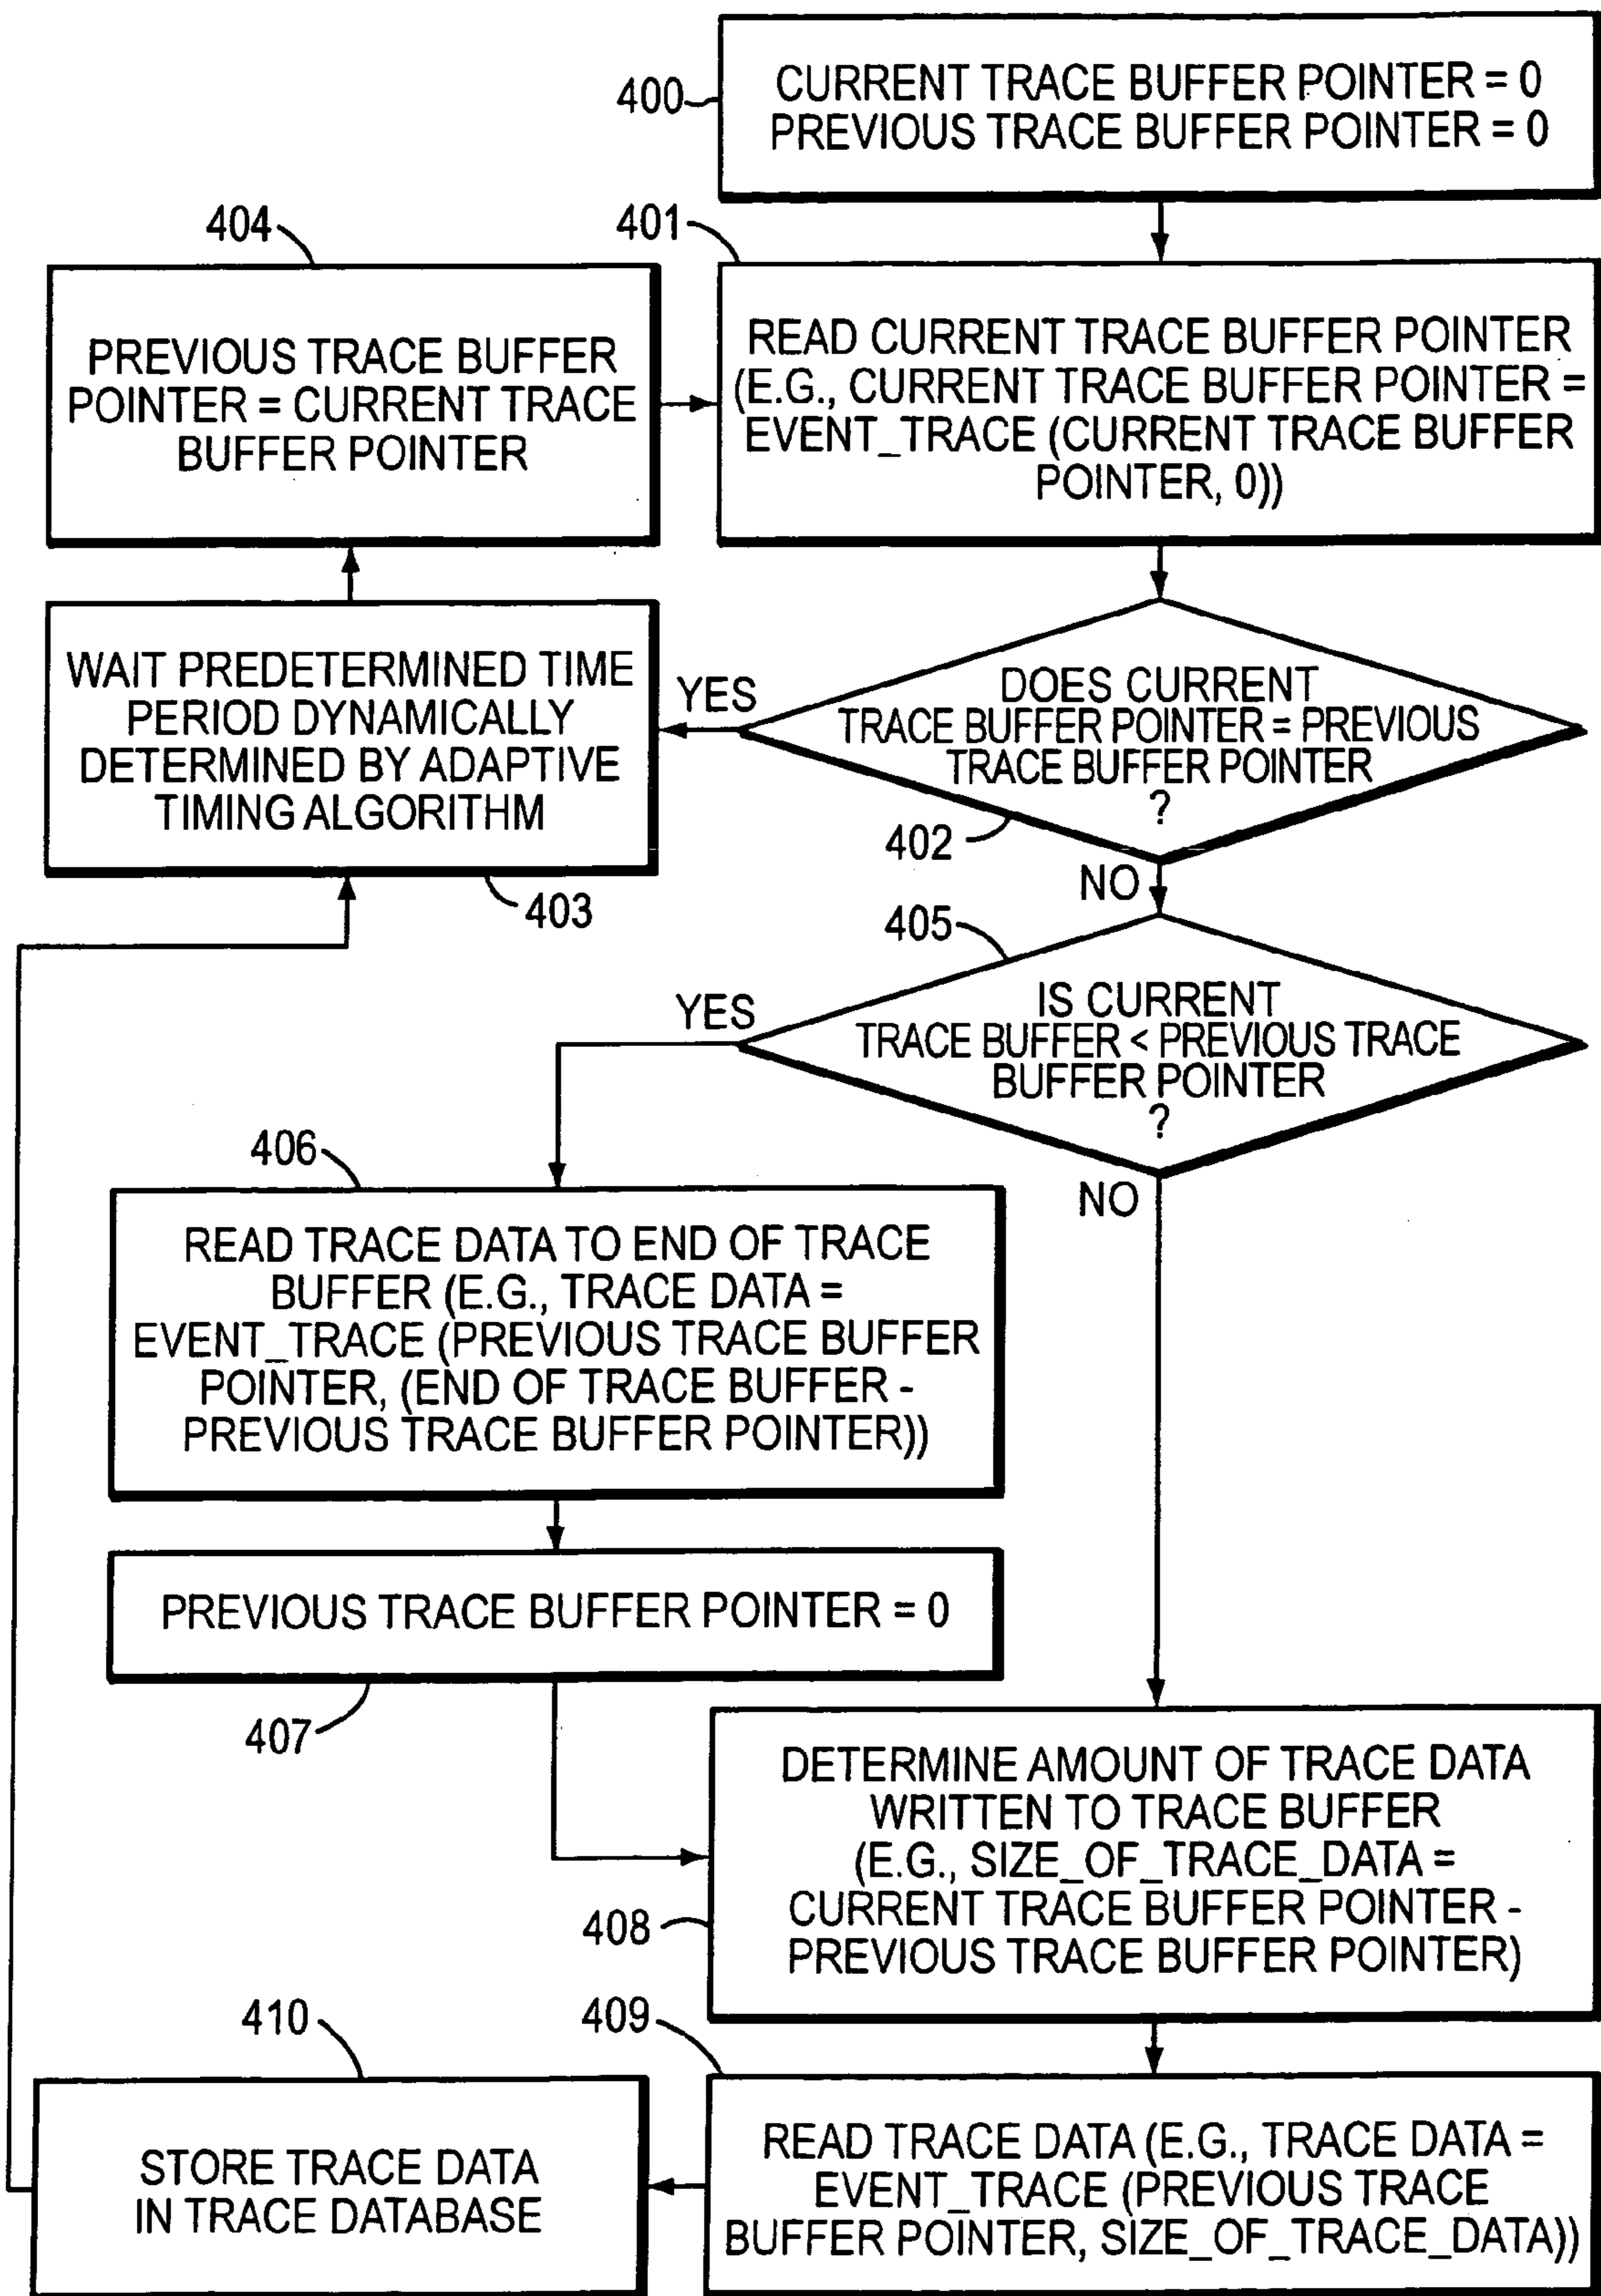 400
CURRENT TRACE BUFFER POINTER = 0
PREVIOUS TRACE BUFFER POINTER = 0
404
PREVIOUS TRACE BUFFER
POINTER = CURRENT TRACE
BUFFER POINTER
401
READ CURRENT TRACE BUFFER POINTER
(E.G., CURRENT TRACE BUFFER POINTER =
EVENT_TRACE (CURRENT TRACE BUFFER
POINTER, 0))
WAIT PREDETERMINED TIME
PERIOD DYNAMICALLY
DETERMINED BY ADAPTIVE
TIMING ALGORITHM
403
YES
DOES CURRENT
TRACE BUFFER POINTER = PREVIOUS
TRACE BUFFER POINTER
?
402
NO
405
YES
IS CURRENT
TRACE BUFFER < PREVIOUS TRACE
BUFFER POINTER
?
NO
406
READ TRACE DATA TO END OF TRACE
BUFFER (E.G., TRACE DATA =
EVENT_TRACE (PREVIOUS TRACE BUFFER
POINTER, (END OF TRACE BUFFER -
PREVIOUS TRACE BUFFER POINTER))
PREVIOUS TRACE BUFFER POINTER = 0
407
DETERMINE AMOUNT OF TRACE DATA
WRITTEN TO TRACE BUFFER
(E.G., SIZE_OF_TRACE_DATA =
CURRENT TRACE BUFFER POINTER -
PREVIOUS TRACE BUFFER POINTER)
408
409
READ TRACE DATA (E.G., TRACE DATA =
EVENT_TRACE (PREVIOUS TRACE
BUFFER POINTER, SIZE_OF_TRACE_DATA))
410
STORE TRACE DATA
IN TRACE DATABASE